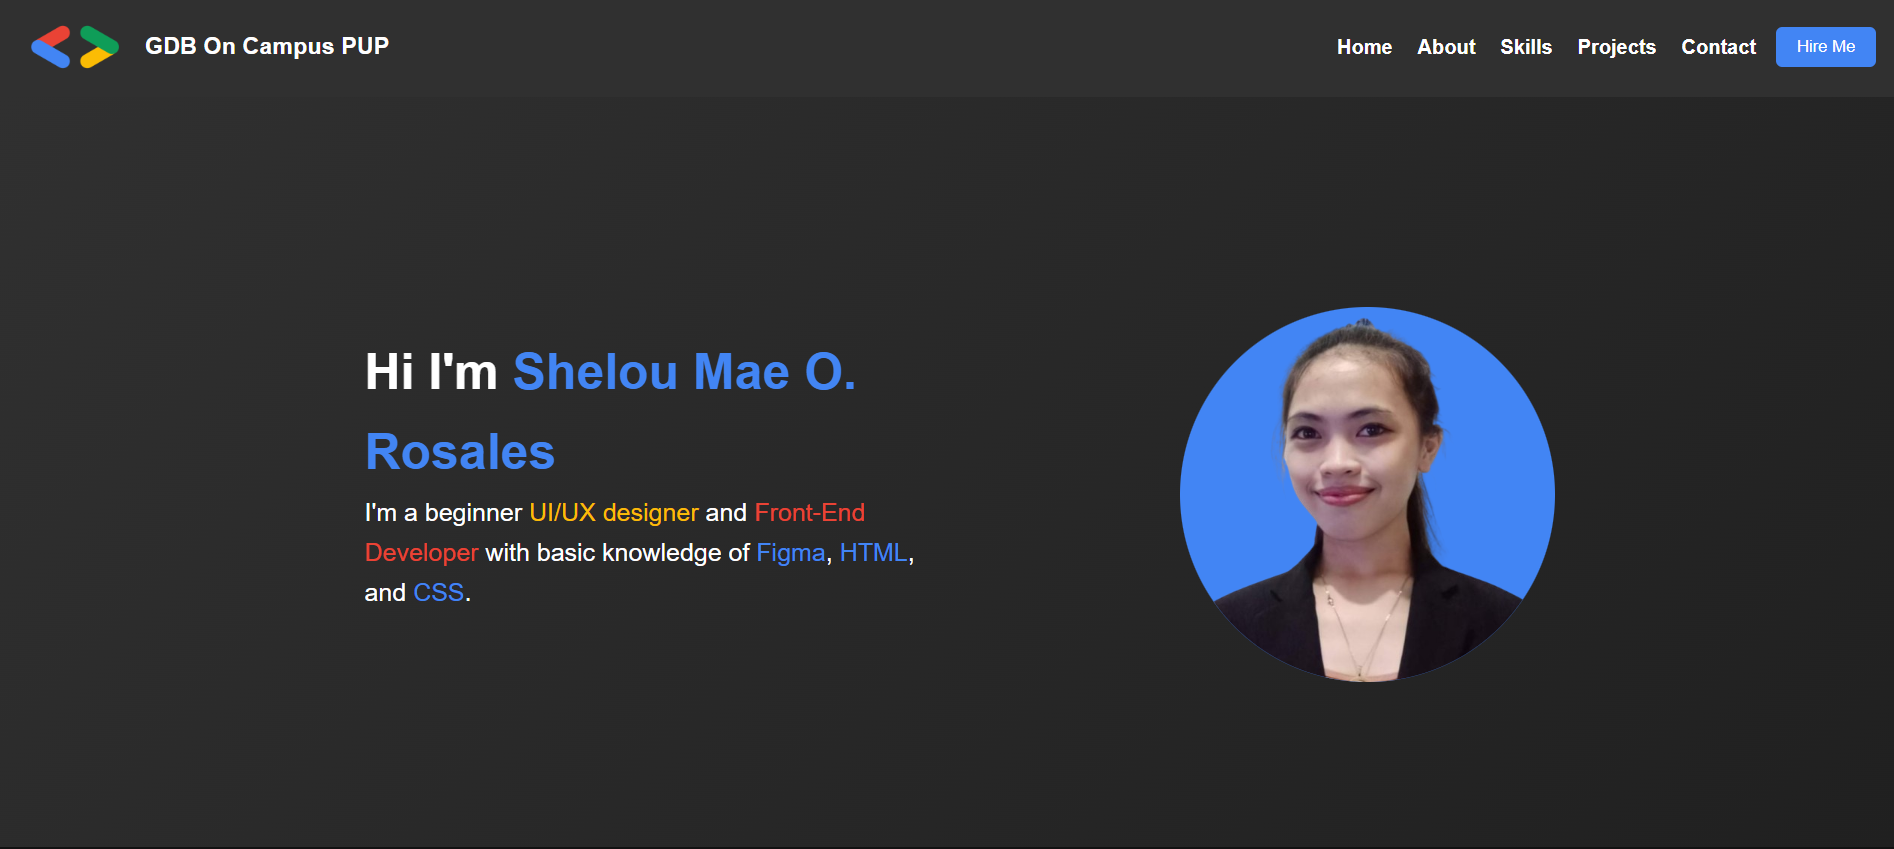 GDB On Campus PUP
Home About Skills Projects Contact Hire Me
Hi I'm Shelou Mae O.
Rosales
I'm a beginner UI/UX designer and Front-End
Developer with basic knowledge of Figma, HTML,
and CSS.